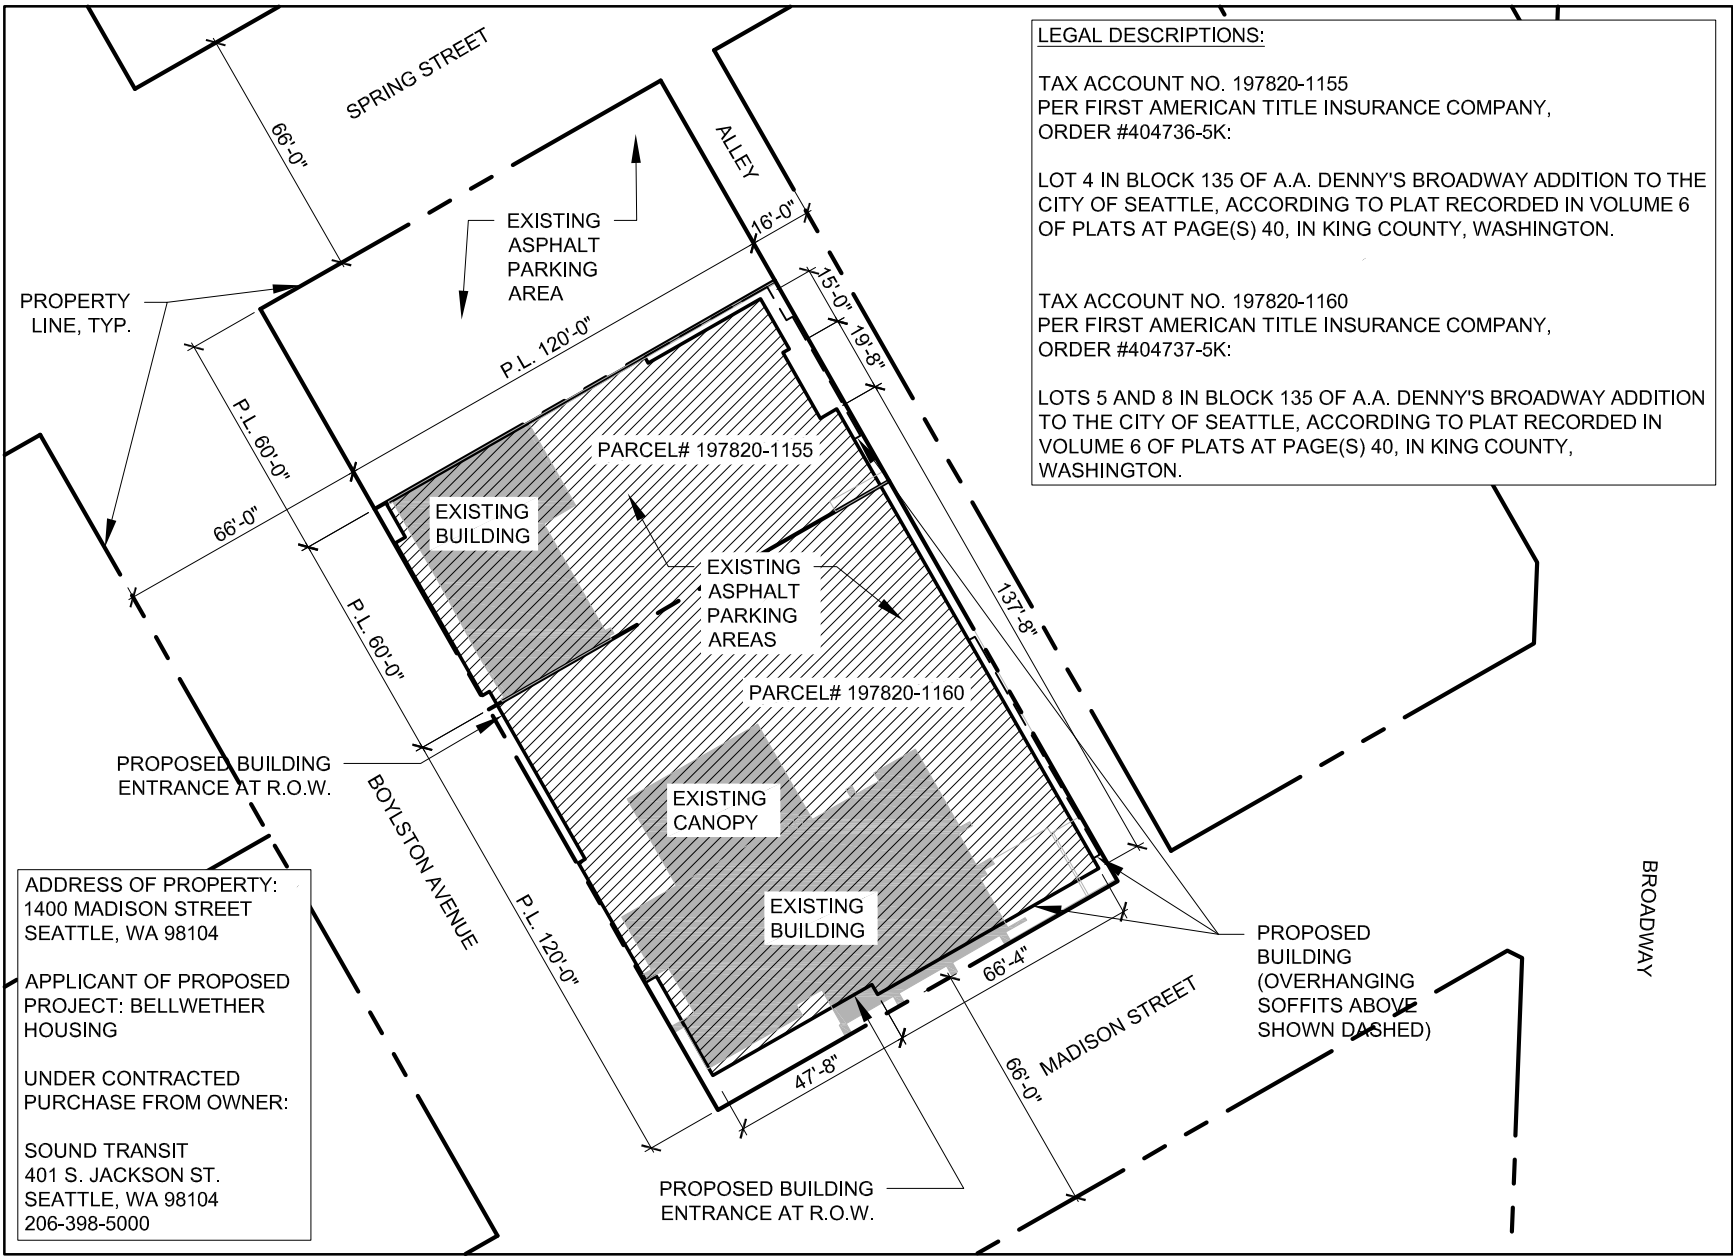 LEGAL DESCRIPTIONS:
TAX ACCOUNT NO. 197820-1155
PER FIRST AMERICAN TITLE INSURANCE COMPANY,
ORDER #404736-5K:
LOT 4 IN BLOCK 135 OF A.A. DENNY'S BROADWAY ADDITION TO THE
CITY OF SEATTLE, ACCORDING TO PLAT RECORDED IN VOLUME 6
OF PLATS AT PAGE(S) 40, IN KING COUNTY, WASHINGTON.
TAX ACCOUNT NO. 197820-1160
PER FIRST AMERICAN TITLE INSURANCE COMPANY,
ORDER #404737-5K:
LOTS 5 AND 8 IN BLOCK 135 OF A.A. DENNY'S BROADWAY ADDITION
TO THE CITY OF SEATTLE, ACCORDING TO PLAT RECORDED IN
VOLUME 6 OF PLATS AT PAGE(S) 40, IN KING COUNTY,
WASHINGTON.
SPRING STREET
66'-0"
ALLEY
16'-0"
EXISTING
ASPHALT
PARKING
AREA
PROPERTY
LINE, TYP.
15'-0"
19'-8"
P.L. 120'-0"
P.L. 60'-0"
66'-0"
PARCEL# 197820-1155
EXISTING
BUILDING
EXISTING
ASPHALT
PARKING
AREAS
137'-8"
P.L. 60'-0"
PARCEL# 197820-1160
PROPOSED BUILDING
ENTRANCE AT R.O.W.
BOYLSTON AVENUE
EXISTING
CANOPY
EXISTING
BUILDING
P.L. 120'-0"
66'-4"
47'-8"
MADISON STREET
66'-0"
BROADWAY
PROPOSED
BUILDING
(OVERHANGING
SOFFITS ABOVE
SHOWN DASHED)
PROPOSED BUILDING
ENTRANCE AT R.O.W.
ADDRESS OF PROPERTY:
1400 MADISON STREET
SEATTLE, WA 98104
APPLICANT OF PROPOSED
PROJECT: BELLWETHER
HOUSING
UNDER CONTRACTED
PURCHASE FROM OWNER:
SOUND TRANSIT
401 S. JACKSON ST.
SEATTLE, WA 98104
206-398-5000